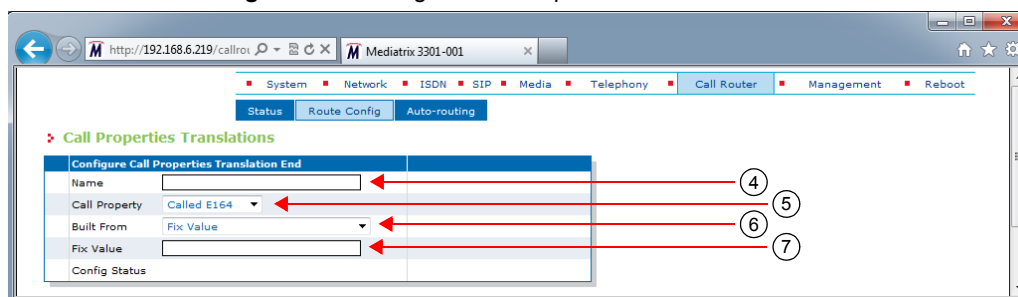 http://192.168.6.219/callrou
Mediatrix 3301-001
System Network ISDN SIP Media Telephony Call Router Management Reboot
Status Route Config Auto-routing
Call Properties Translations
Configure Call Properties Translation End
Name
4
Call Property Called E164
5
Built From Fix Value
6
Fix Value
7
Config Status